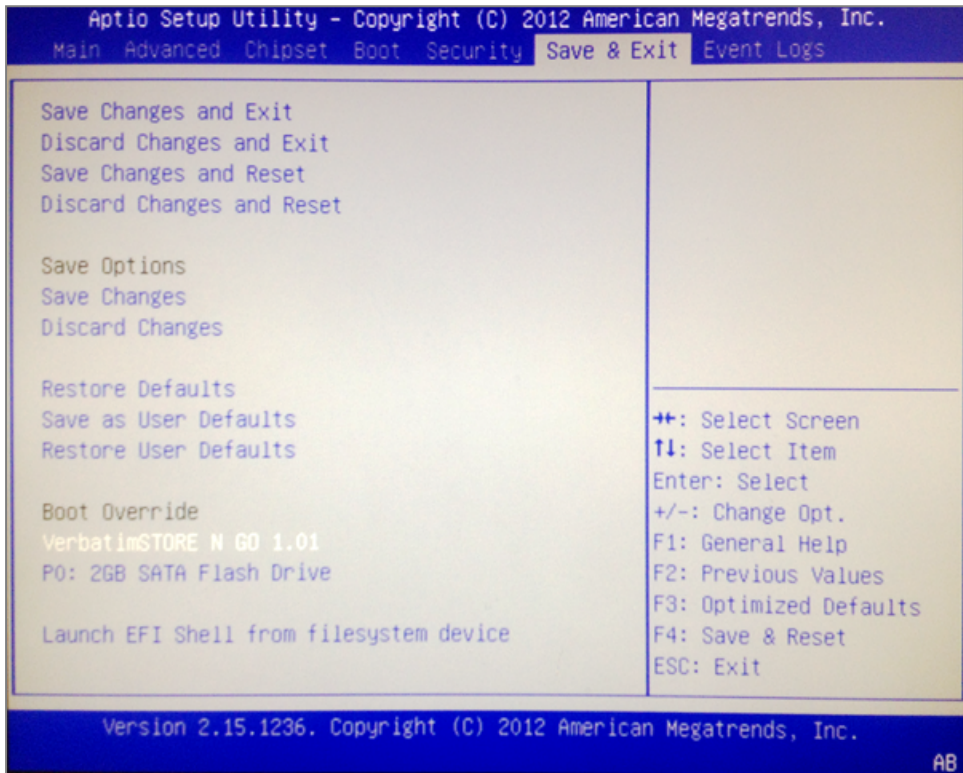 Aptio Setup Utility – Copyright (C) 2012 American Megatrends, Inc.
Main Advanced Chipset Boot Security Save & Exit Event Logs
Save Changes and Exit
Discard Changes and Exit
Save Changes and Reset
Discard Changes and Reset
Save Options
Save Changes
Discard Changes
Restore Defaults
Save as User Defaults
Restore User Defaults
Boot Override
VerbatimSTORE N GO 1.01
P0: 2GB SATA Flash Drive
Launch EFI Shell from filesystem device
→←: Select Screen
↑↓: Select Item
Enter: Select
+/-: Change Opt.
F1: General Help
F2: Previous Values
F3: Optimized Defaults
F4: Save & Reset
ESC: Exit
Version 2.15.1236. Copyright (C) 2012 American Megatrends, Inc.
AB